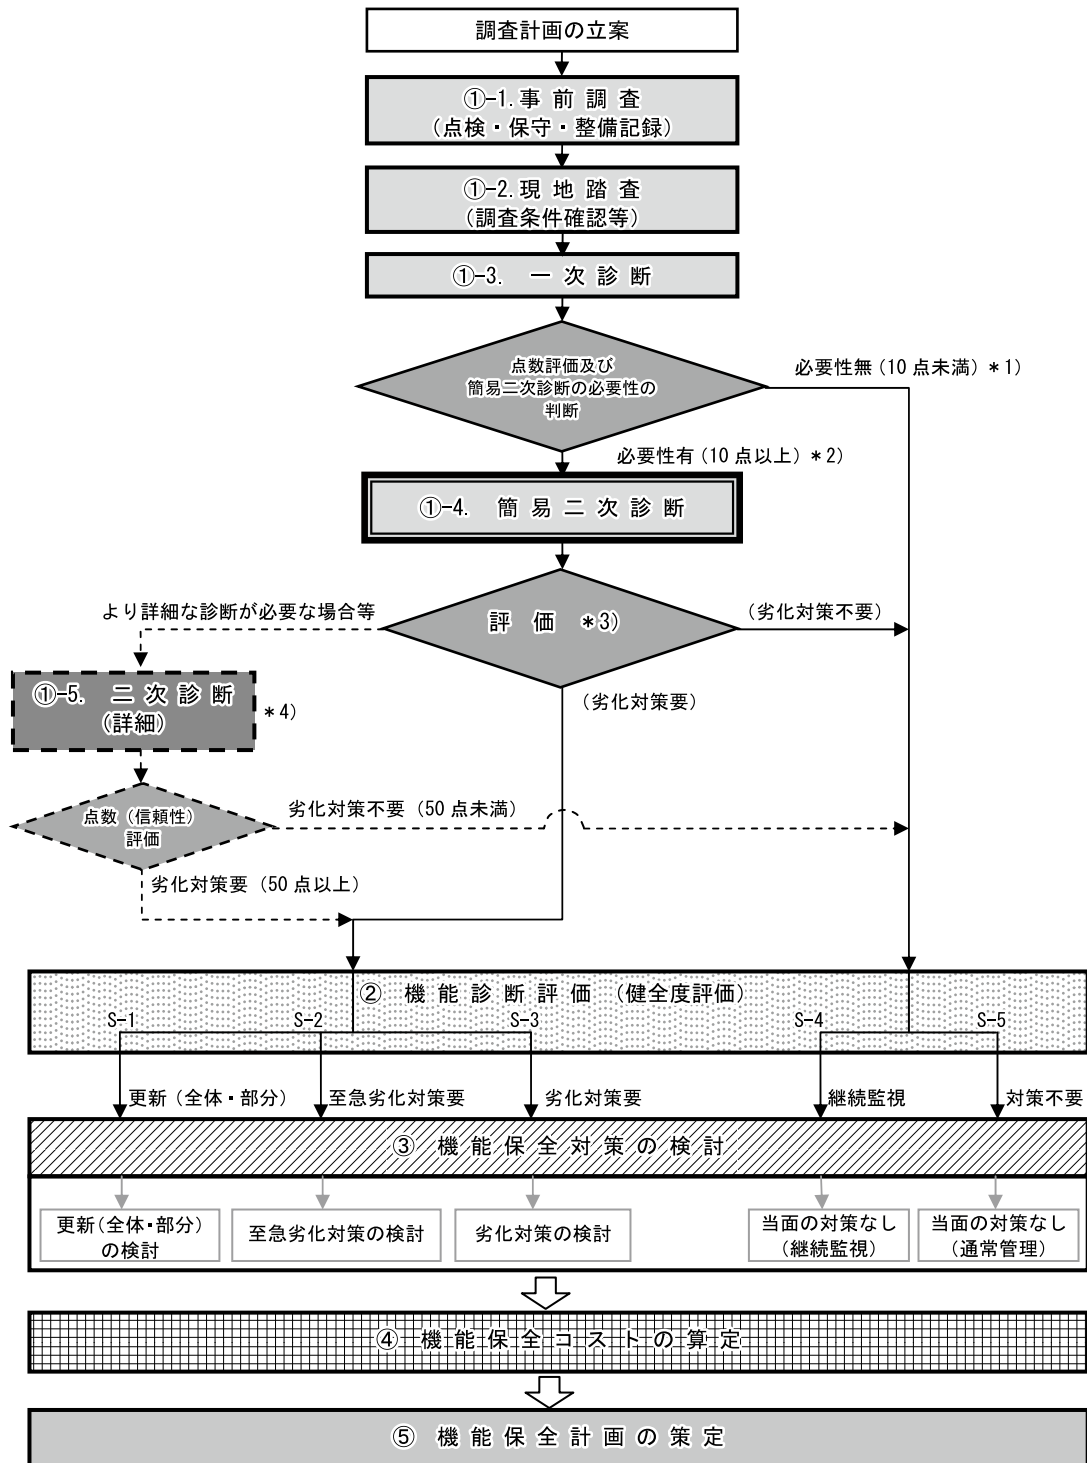 調査計画の立案
①-1.事前調査
(点検・保守・整備記録)
①-2.現地踏査
(調査条件確認等)
①-3. 一次診断
点数評価及び
簡易二次診断の必要性の
判断
必要性無(10点未満)*1)
必要性有(10点以上)*2)
①-4. 簡易二次診断
より詳細な診断が必要な場合等
評価 *3)
(劣化対策不要)
①-5. 二次診断
(詳細)
*4)
(劣化対策要)
点数(信頼性)
評価
劣化対策不要(50点未満)
劣化対策要(50点以上)
② 機能診断評価(健全度評価)
S-1 S-2 S-3 S-4 S-5
更新(全体・部分) 至急劣化対策要 劣化対策要 継続監視 対策不要
③ 機能保全対策の検討
更新(全体・部分)
の検討
至急劣化対策の検討
劣化対策の検討
当面の対策なし
(継続監視)
当面の対策なし
(通常管理)
④ 機能保全コストの算定
⑤ 機能保全計画の策定